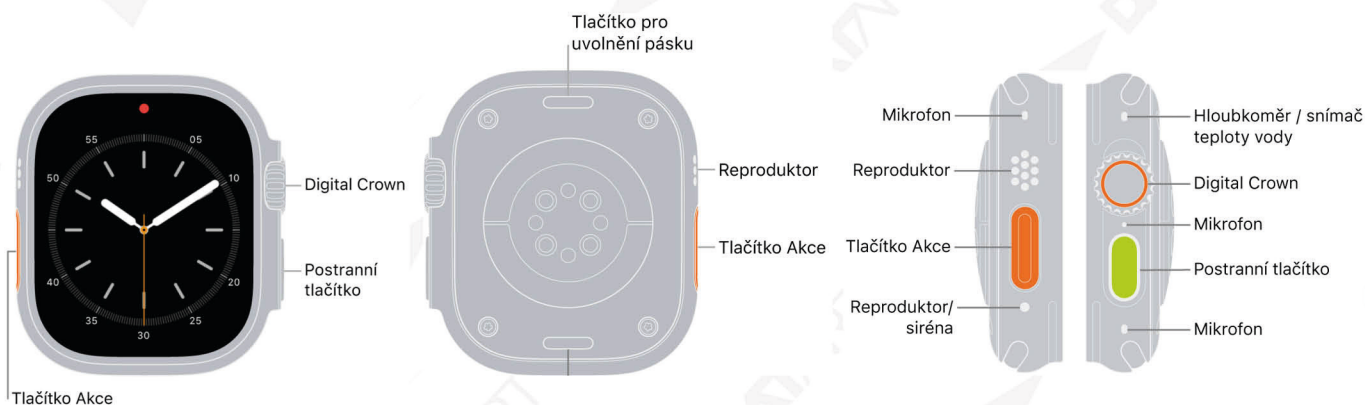 55
05
50
10
40
20
35
25
30
Digital Crown
Postranní
tlačítko
Tlačítko Akce
Tlačítko pro
uvolnění pásku
Reproduktor
Tlačítko Akce
Mikrofon
Reproduktor
Tlačítko Akce
Reproduktor/
siréna
Hloubkoměr / snímač
teploty vody
Digital Crown
Mikrofon
Postranní tlačítko
Mikrofon